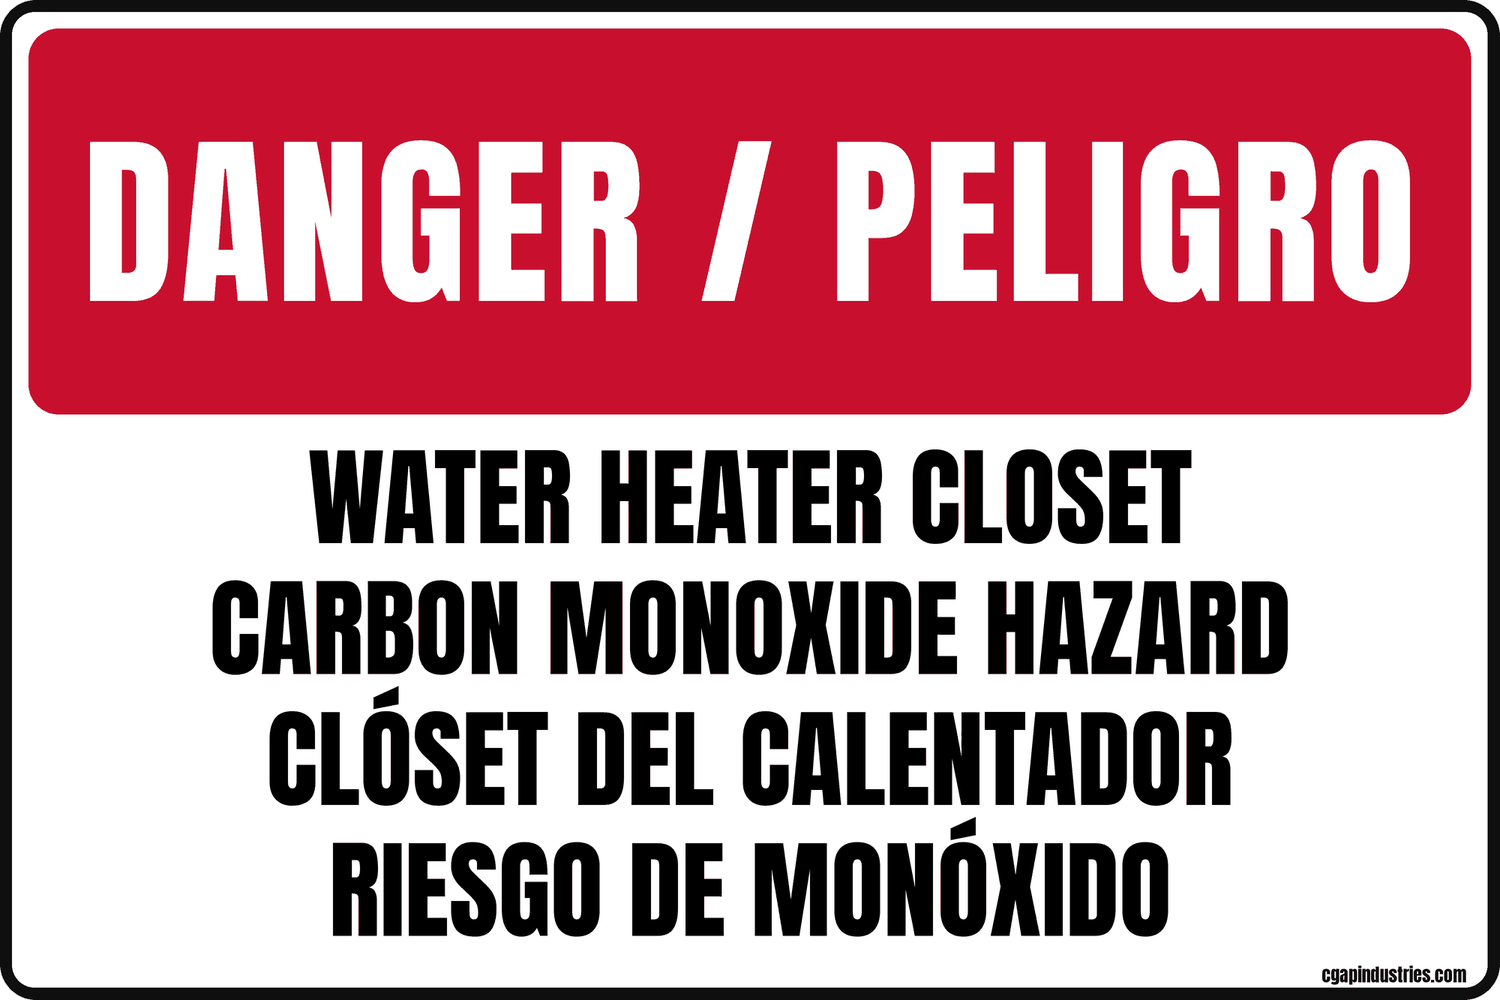 DANGER / PELIGRO
WATER HEATER CLOSET
CARBON MONOXIDE HAZARD
CLÓSET DEL CALENTADOR
RIESGO DE MONÓXIDO
cgapindustries.com